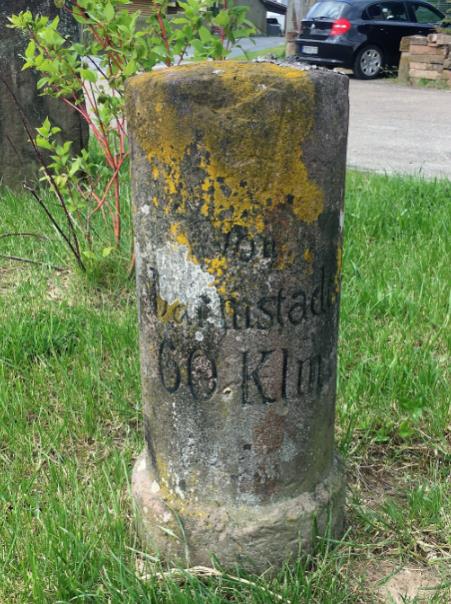 Von
Darmstadt
60. Klm